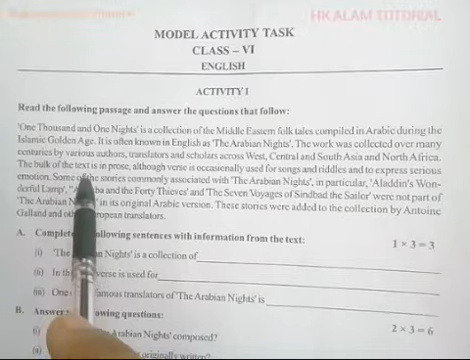 HK ALAM TUTORIAL
MODEL ACTIVITY TASK
CLASS – VI
ENGLISH
ACTIVITY 1
Read the following passage and answer the questions that follow:
'One Thousand and One Nights' is a collection of the Middle Eastern folk tales compiled in Arabic during the
Islamic Golden Age. It is often known in English as 'The Arabian Nights'. The work was collected over many
centuries by various authors, translators and scholars across West, Central and South Asia and North Africa.
The bulk of the text is in prose, although verse is occasionally used for songs and riddles and to express serious
emotion. Some of the stories commonly associated with 'The Arabian Nights', in particular, 'Aladdin's Won-
derful Lamp', ba and the Forty Thieves' and 'The Seven Voyages of Sindbad the Sailor' were not part of
'The Arabian N in its original Arabic version. These stories were added to the collection by Antoine
Galland and ot ropean translators.
A. Complete ollowing sentences with information from the text: 1 × 3 = 3
(i) 'The an Nights' is a collection of
(ii) In th verse is used for
(iii) One famous translators of 'The Arabian Nights' is
B. Answer owing questions: 2 × 3 = 6
(i) Arabian Nights' composed?
(ii) originally written?